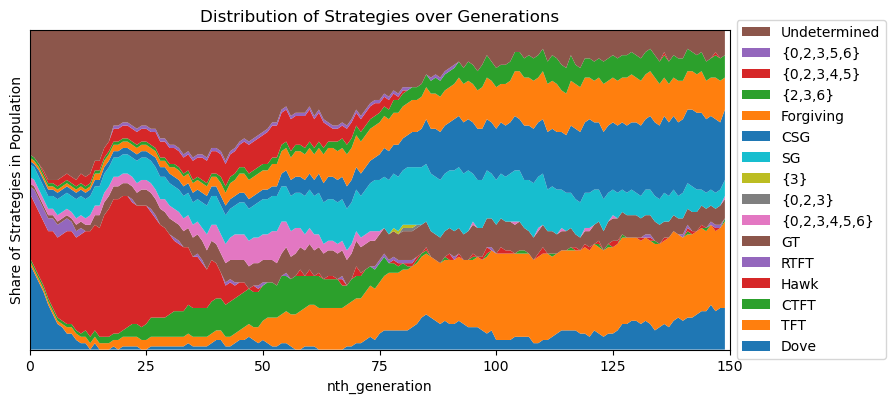 Distribution of Strategies over Generations
Share of Strategies in Population
0
25
50
75
100
125
150
nth_generation
Undetermined
{0,2,3,5,6}
{0,2,3,4,5}
{2,3,6}
Forgiving
CSG
SG
{3}
{0,2,3}
{0,2,3,4,5,6}
GT
RTFT
Hawk
CTFT
TFT
Dove